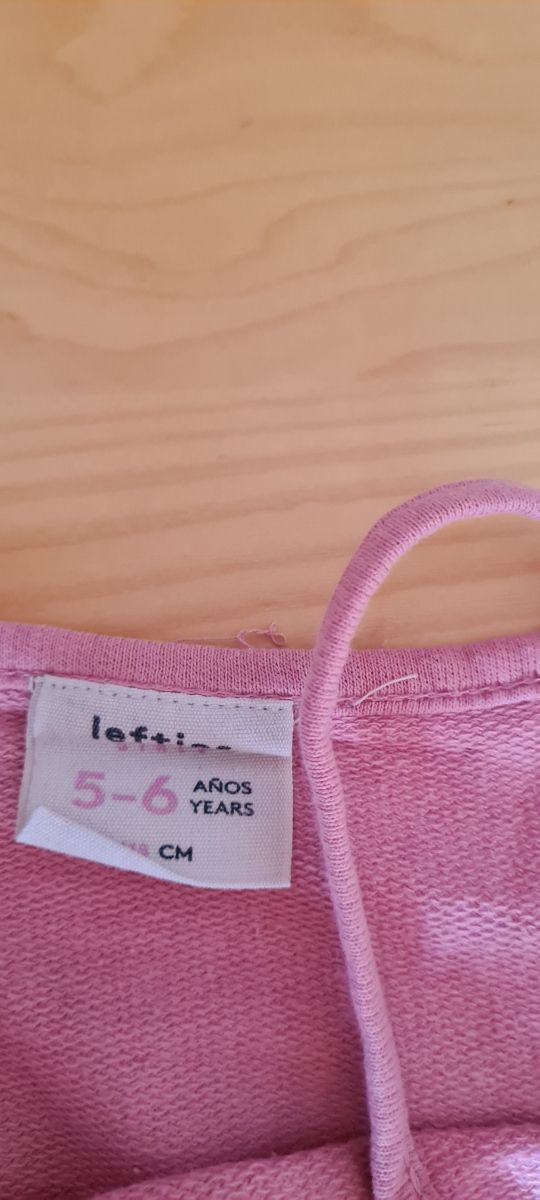 lefties
5-6 AÑOS
YEARS
CM